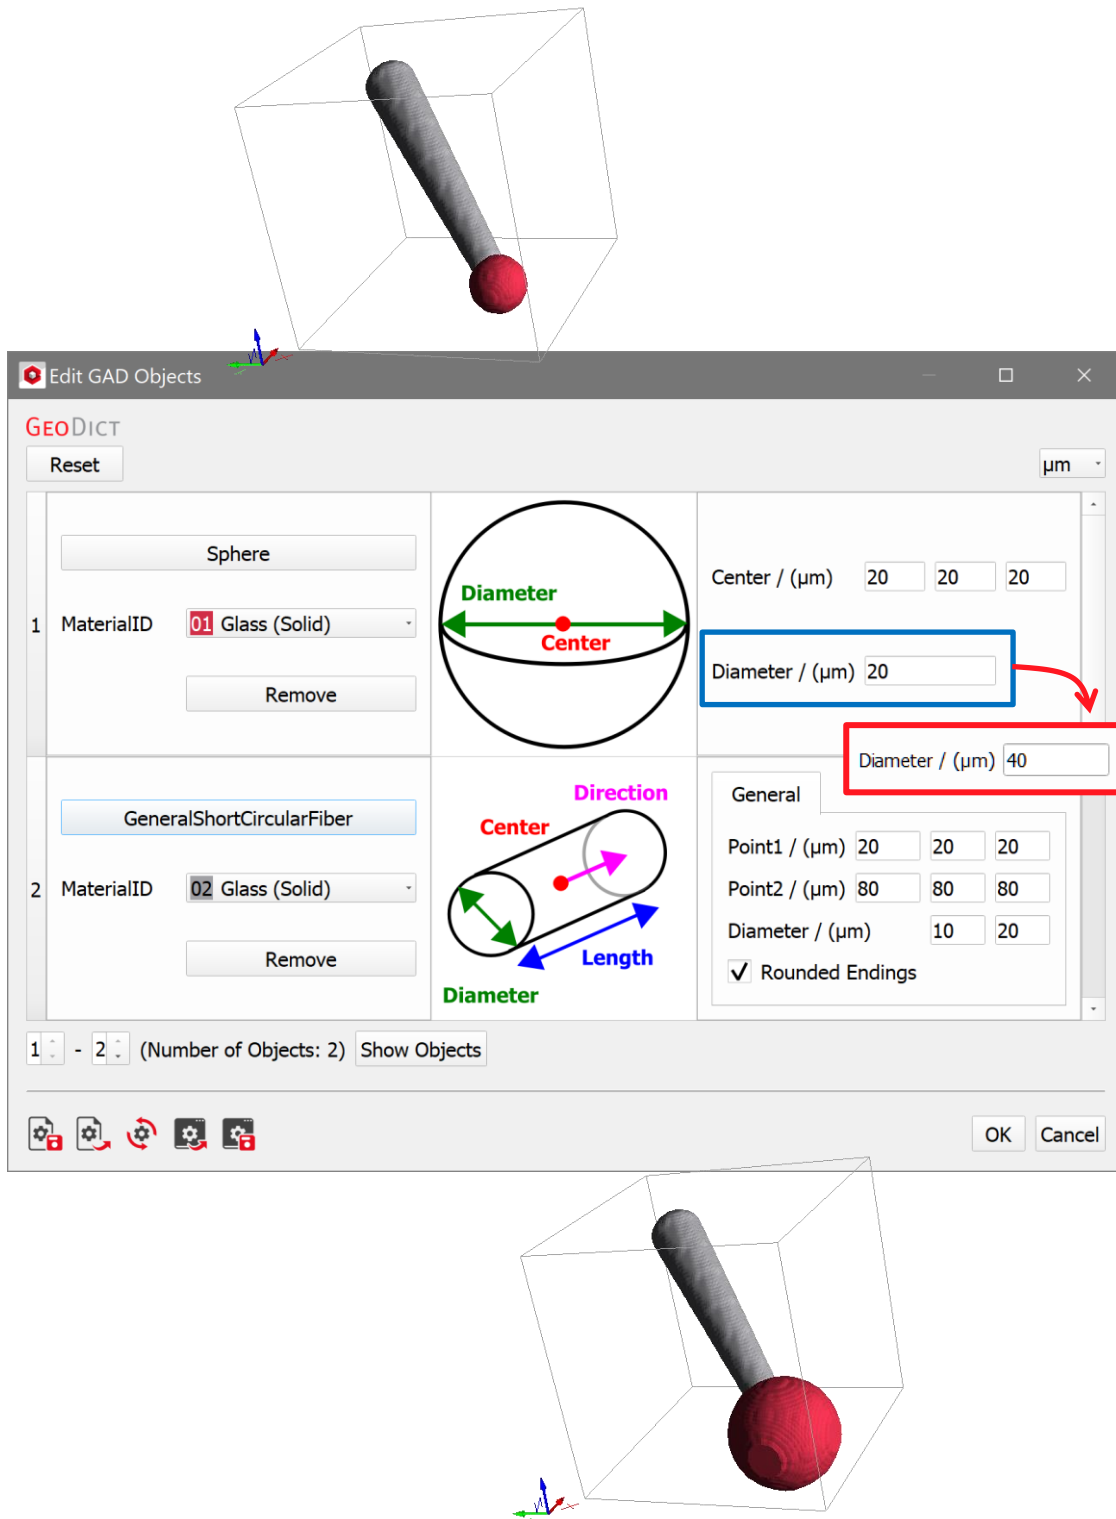 Edit GAD Objects
GEODICT
Reset
µm
1
Sphere
MaterialID
01 Glass (Solid)
Remove
Diameter
Center
Center / (µm) 20 20 20
Diameter / (µm) 20
Diameter / (µm) 40
2
GeneralShortCircularFiber
MaterialID
02 Glass (Solid)
Remove
Direction
Center
Length
Diameter
General
Point1 / (µm) 20 20 20
Point2 / (µm) 80 80 80
Diameter / (µm) 10 20
Rounded Endings
1 - 2 (Number of Objects: 2) Show Objects
OK Cancel